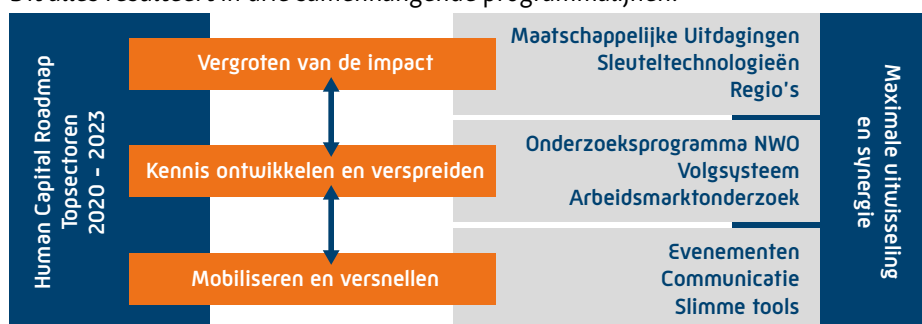 Human Capital Roadmap
Topsectoren
2020 - 2023
Vergroten van de impact
Kennis ontwikkelen en verspreiden
Mobiliseren en versnellen
Maatschappelijke Uitdagingen
Sleuteltechnologieën
Regio's
Onderzoeksprogramma NWO
Volgsysteem
Arbeidsmarktonderzoek
Evenementen
Communicatie
Slimme tools
Maximale uitwisseling
en synergie